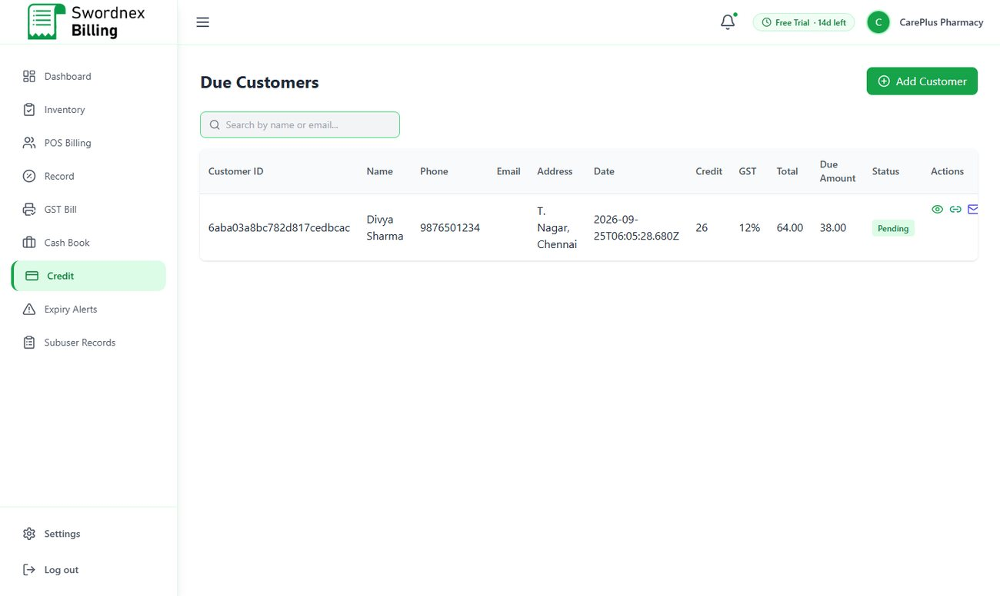 Swordnex
Billing
Free Trial · 14d left
C
CarePlus Pharmacy
Dashboard
Inventory
POS Billing
Record
GST Bill
Cash Book
Credit
Expiry Alerts
Subuser Records
Settings
Log out
Due Customers
Add Customer
Search by name or email...
Customer ID
Name
Phone
Email
Address
Date
Credit
GST
Total
Due
Amount
Status
Actions
6aba03a8bc782d817cedbcac
Divya
Sharma
9876501234
T.
Nagar,
Chennai
2026-09-
25T06:05:28.680Z
26
12%
64.00
38.00
Pending